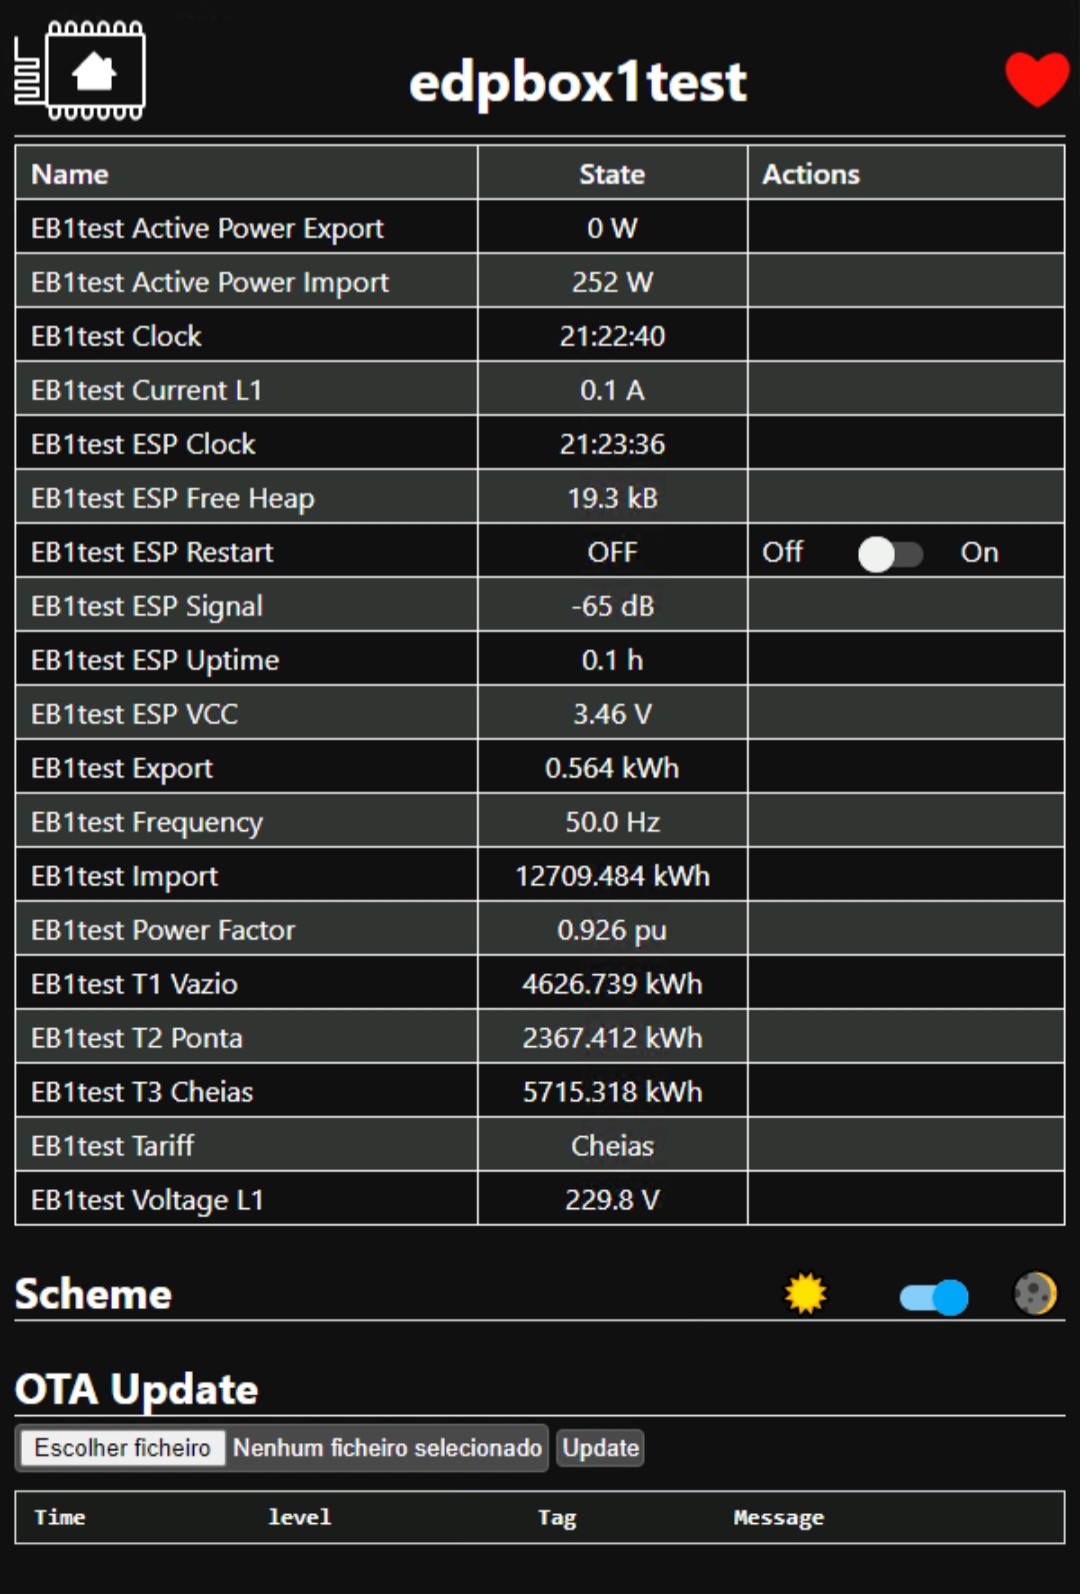 edpbox1test
Name State Actions
EB1test Active Power Export 0 W
EB1test Active Power Import 252 W
EB1test Clock 21:22:40
EB1test Current L1 0.1 A
EB1test ESP Clock 21:23:36
EB1test ESP Free Heap 19.3 kB
EB1test ESP Restart OFF Off On
EB1test ESP Signal -65 dB
EB1test ESP Uptime 0.1 h
EB1test ESP VCC 3.46 V
EB1test Export 0.564 kWh
EB1test Frequency 50.0 Hz
EB1test Import 12709.484 kWh
EB1test Power Factor 0.926 pu
EB1test T1 Vazio 4626.739 kWh
EB1test T2 Ponta 2367.412 kWh
EB1test T3 Cheias 5715.318 kWh
EB1test Tariff Cheias
EB1test Voltage L1 229.8 V
Scheme
OTA Update
Escolher ficheiro Nenhum ficheiro selecionado Update
Time level Tag Message